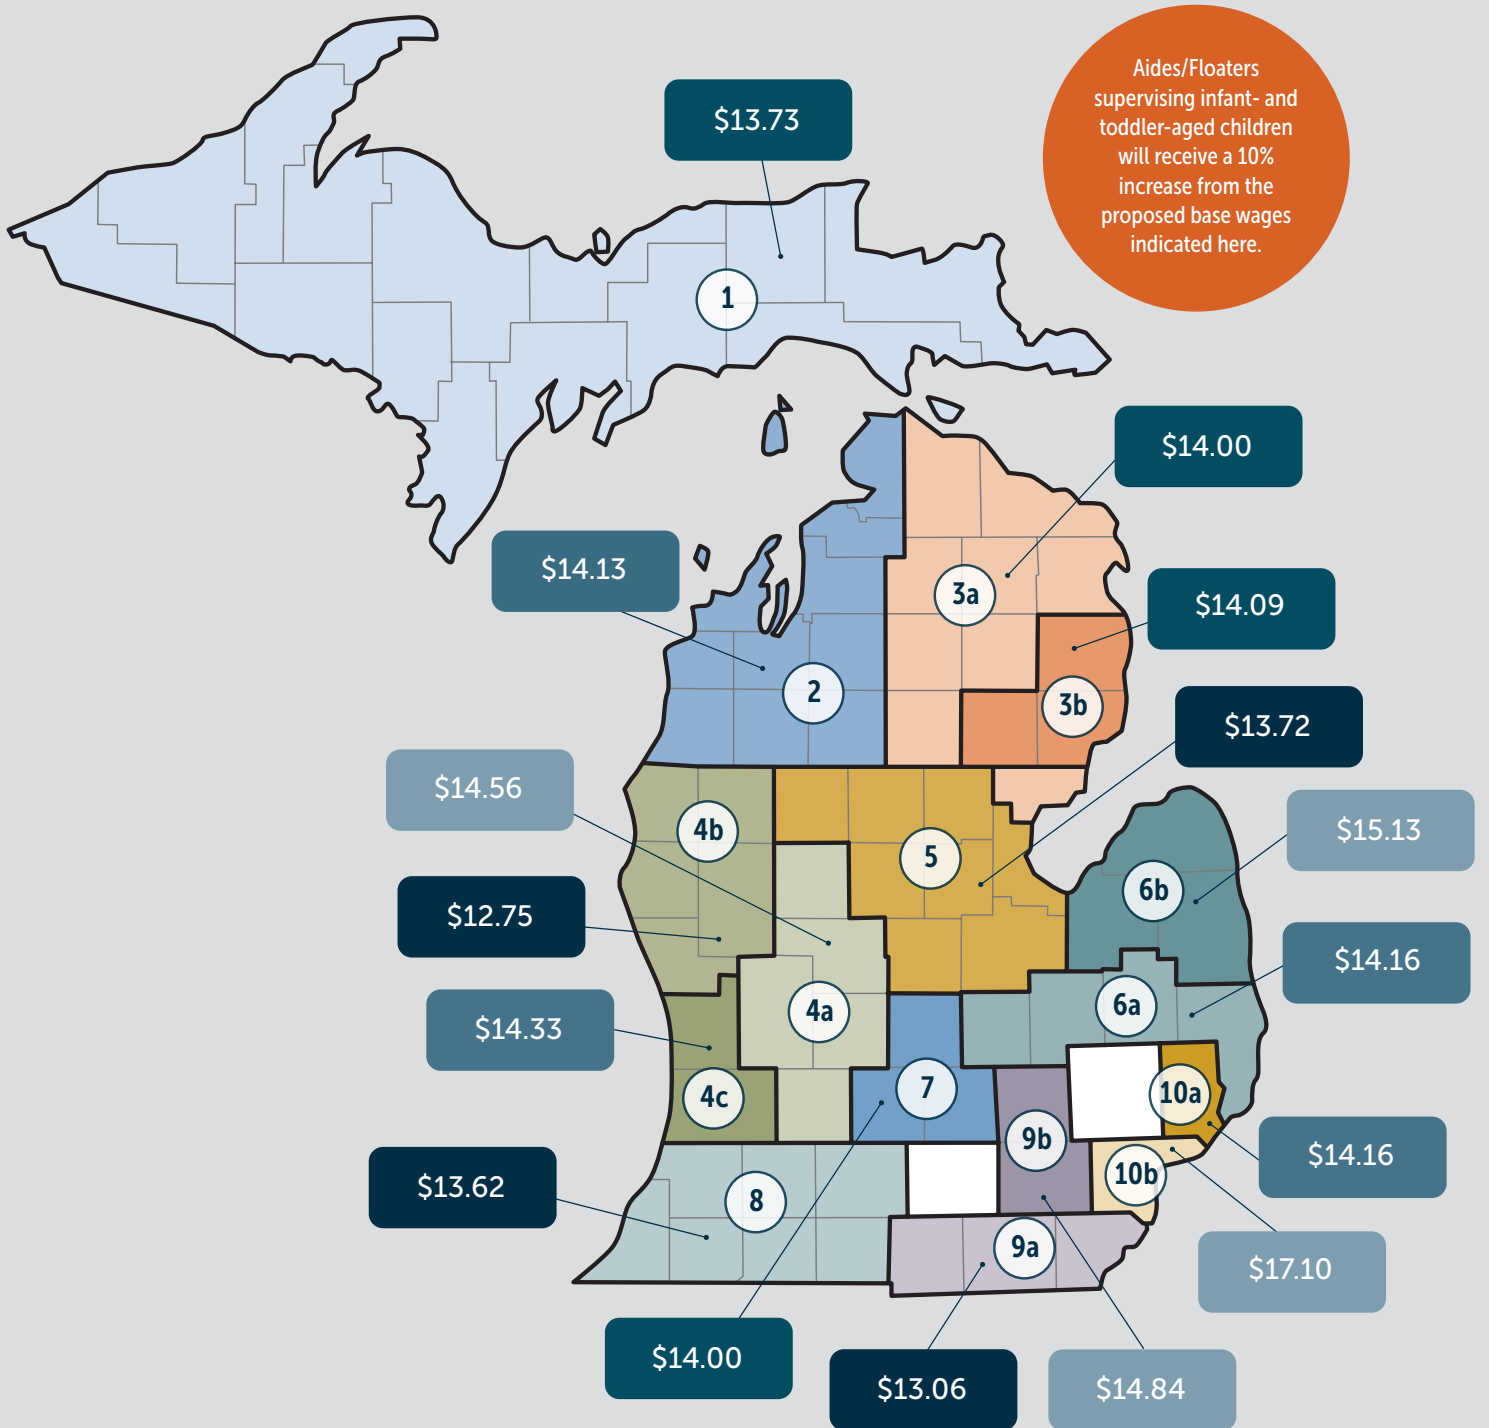 Aides/Floaters
supervising infant- and
toddler-aged children
will receive a 10%
increase from the
proposed base wages
indicated here.
$13.73
1
$14.00
$14.13
3a
$14.09
2
3b
$13.72
$14.56
4b
5
$15.13
6b
$12.75
$14.16
4a
6a
$14.33
4c
7
10a
9b
$14.16
10b
$13.62
8
9a
$17.10
$14.00
$13.06
$14.84